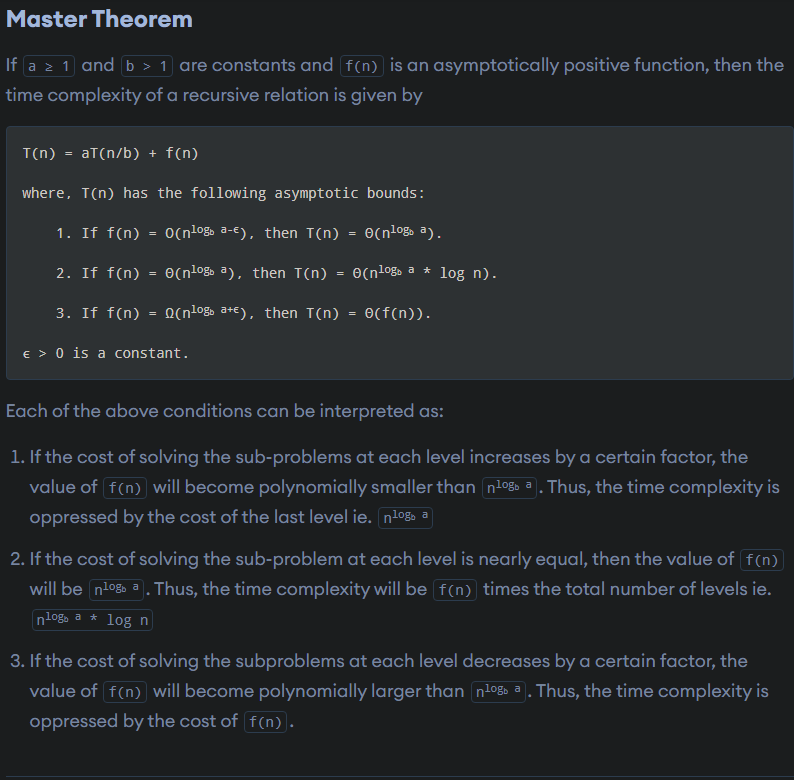 Master Theorem
If a ≥ 1 and b > 1 are constants and f(n) is an asymptotically positive function, then the
time complexity of a recursive relation is given by
T(n) = aT(n/b) + f(n)
where, T(n) has the following asymptotic bounds:
1. If f(n) = O(n^(log_b a-ϵ)), then T(n) = Θ(n^(log_b a)).
2. If f(n) = Θ(n^(log_b a)), then T(n) = Θ(n^(log_b a) * log n).
3. If f(n) = Ω(n^(log_b a+ϵ)), then T(n) = Θ(f(n)).
ϵ > 0 is a constant.
Each of the above conditions can be interpreted as:
1. If the cost of solving the sub-problems at each level increases by a certain factor, the
value of f(n) will become polynomially smaller than n^(log_b a). Thus, the time complexity is
oppressed by the cost of the last level ie. n^(log_b a)
2. If the cost of solving the sub-problem at each level is nearly equal, then the value of f(n)
will be n^(log_b a). Thus, the time complexity will be f(n) times the total number of levels ie.
n^(log_b a) * log n
3. If the cost of solving the subproblems at each level decreases by a certain factor, the
value of f(n) will become polynomially larger than n^(log_b a). Thus, the time complexity is
oppressed by the cost of f(n).